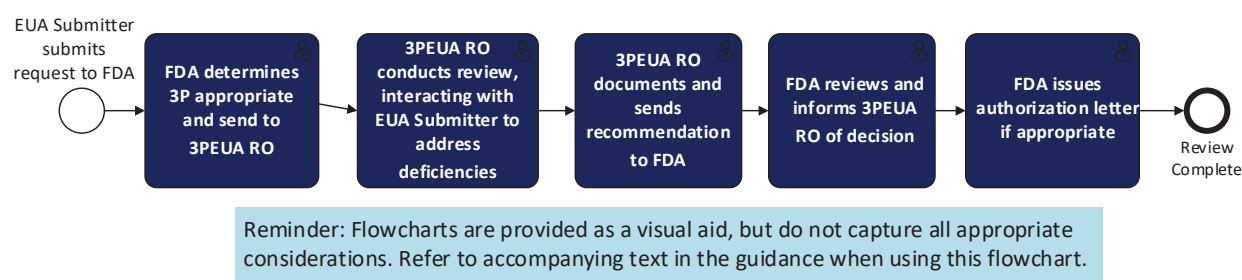 EUA Submitter
submits
request to FDA
FDA determines
3P appropriate
and send to
3PEUA RO
3PEUA RO
conducts review,
interacting with
EUA Submitter to
address
deficiencies
3PEUA RO
documents and
sends
recommendation
to FDA
FDA reviews and
informs 3PEUA
RO of decision
FDA issues
authorization letter
if appropriate
Review
Complete
Reminder: Flowcharts are provided as a visual aid, but do not capture all appropriate
considerations. Refer to accompanying text in the guidance when using this flowchart.